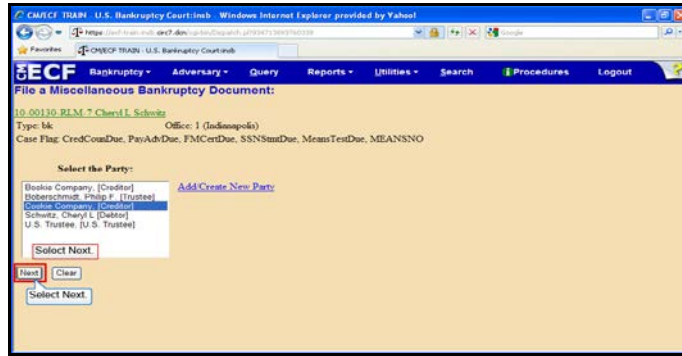 CM/ECF TRAIN - U.S. Bankruptcy Court:insb - Windows Internet Explorer provided by Yahoo!
Google
Favorites CM/ECF TRAIN - U.S. Bankruptcy Court:insb
ECF Bankruptcy Adversary Query Reports Utilities Search Procedures Logout ?
File a Miscellaneous Bankruptcy Document:
10-00130-RLM-7 Cheryl L Schwitz
Type: bk Office: 1 (Indianapolis)
Case Flag: CredCounDue, PayAdvDue, FMCertDue, SSNStmtDue, MeansTestDue, MEANSNO
Select the Party:
Bookie Company, [Creditor] Add/Create New Party
Boberschmidt, Philip F. [Trustee]
Cookie Company, [Creditor]
Schwitz, Cheryl L [Debtor]
U.S. Trustee, [U.S. Trustee]
Select Next.
Next Clear
Select Next.